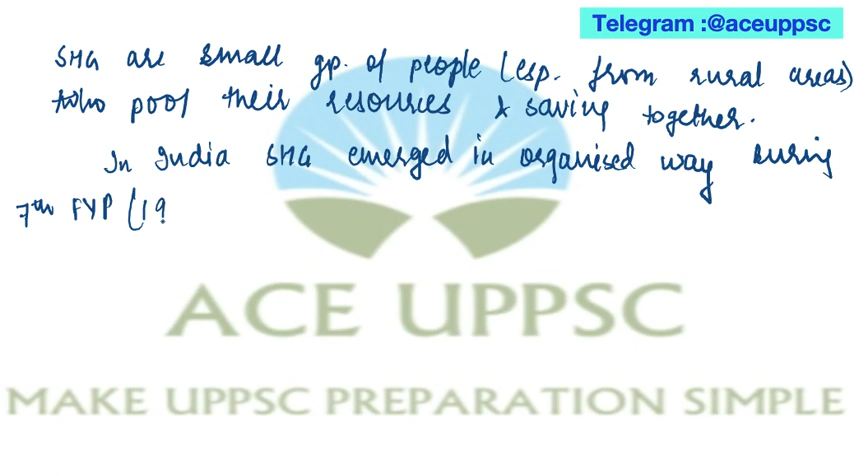 Telegram :@aceuppsc
SHG are small gp. of people (esp. from rural areas)
who pool their resources & saving together.
In India SHG emerged in organised way during
7th FYP (19
ACE UPPSC
MAKE UPPSC PREPARATION SIMPLE